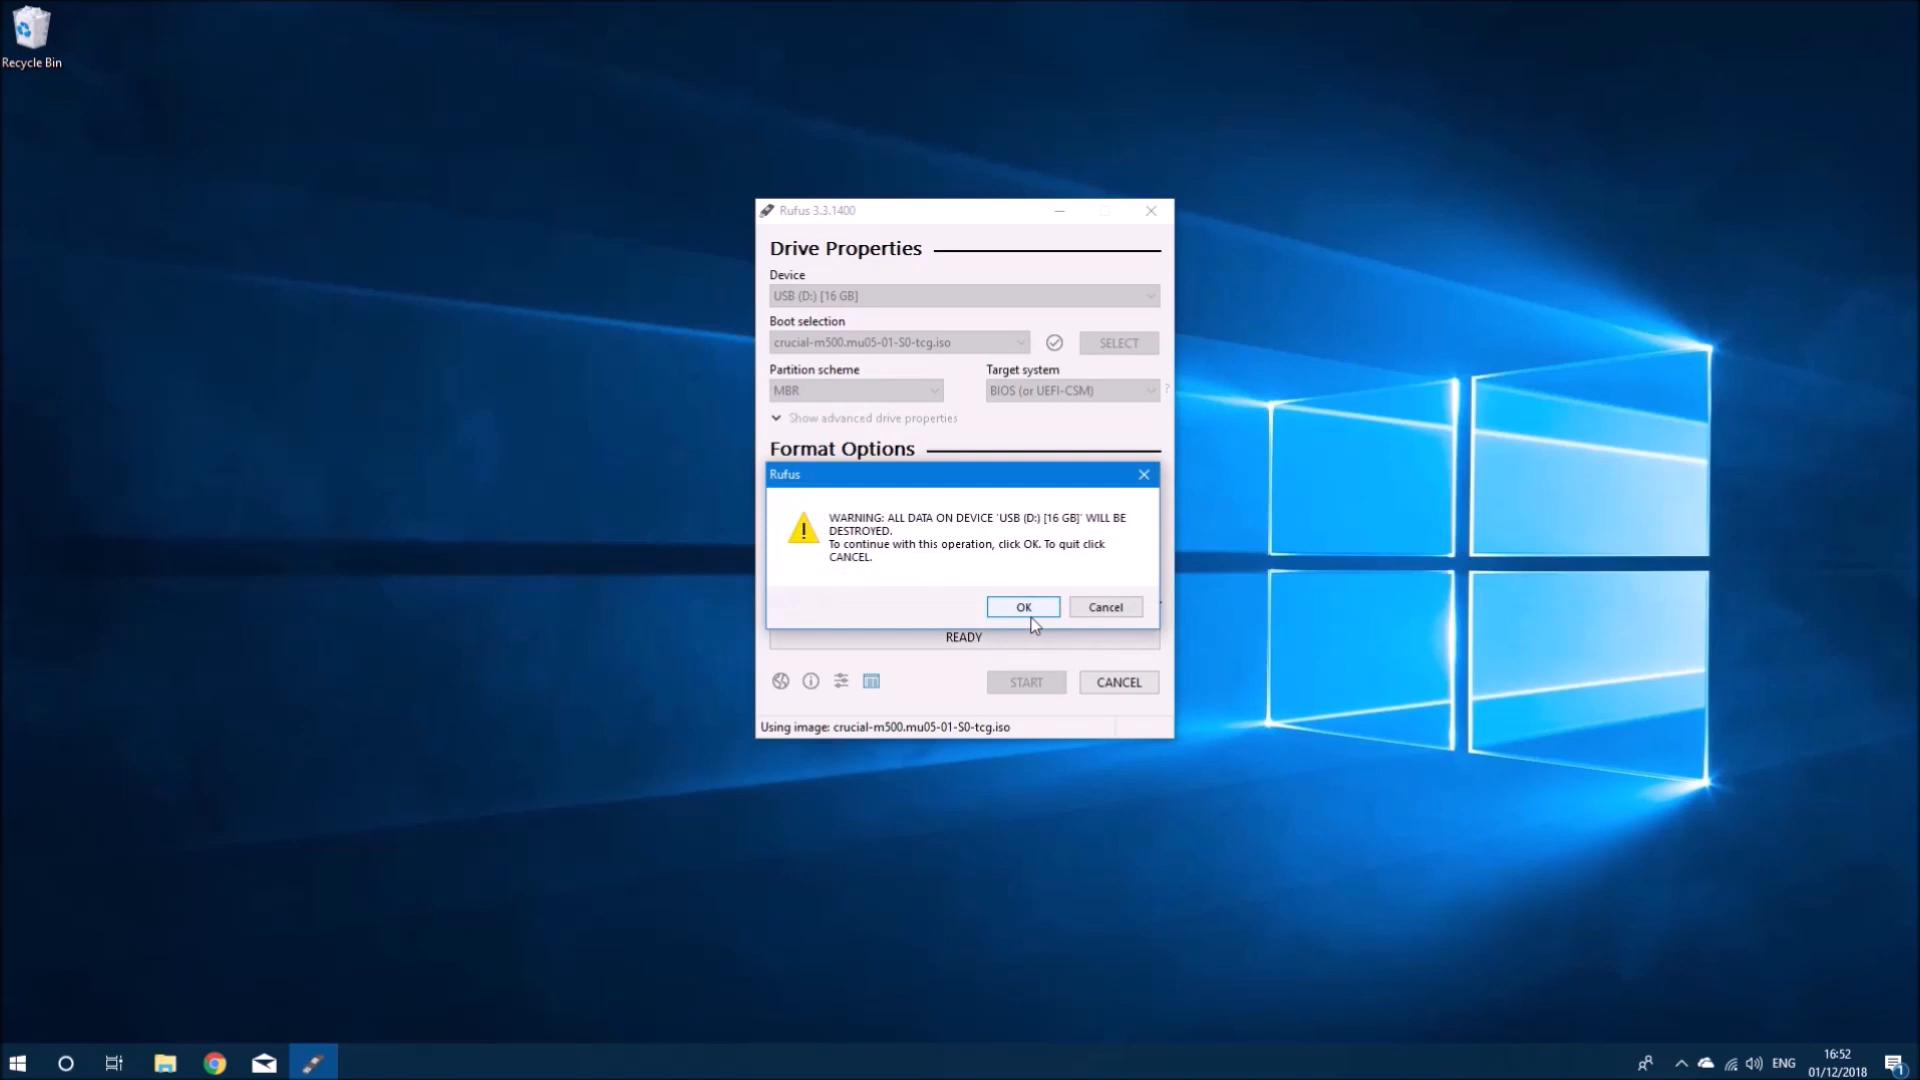 Recycle Bin
Rufus 3.3.1400
Drive Properties
Device
USB (D:) [16 GB]
Boot selection
crucial-m500.mu05-01-S0-tcg.iso
SELECT
Partition scheme
Target system
MBR
BIOS (or UEFI-CSM)
?
Show advanced drive properties
Format Options
Rufus
WARNING: ALL DATA ON DEVICE 'USB (D:) [16 GB]' WILL BE
DESTROYED.
To continue with this operation, click OK. To quit click
CANCEL.
OK
Cancel
READY
START
CANCEL
Using image: crucial-m500.mu05-01-S0-tcg.iso
ENG
16:52
01/12/2018
1